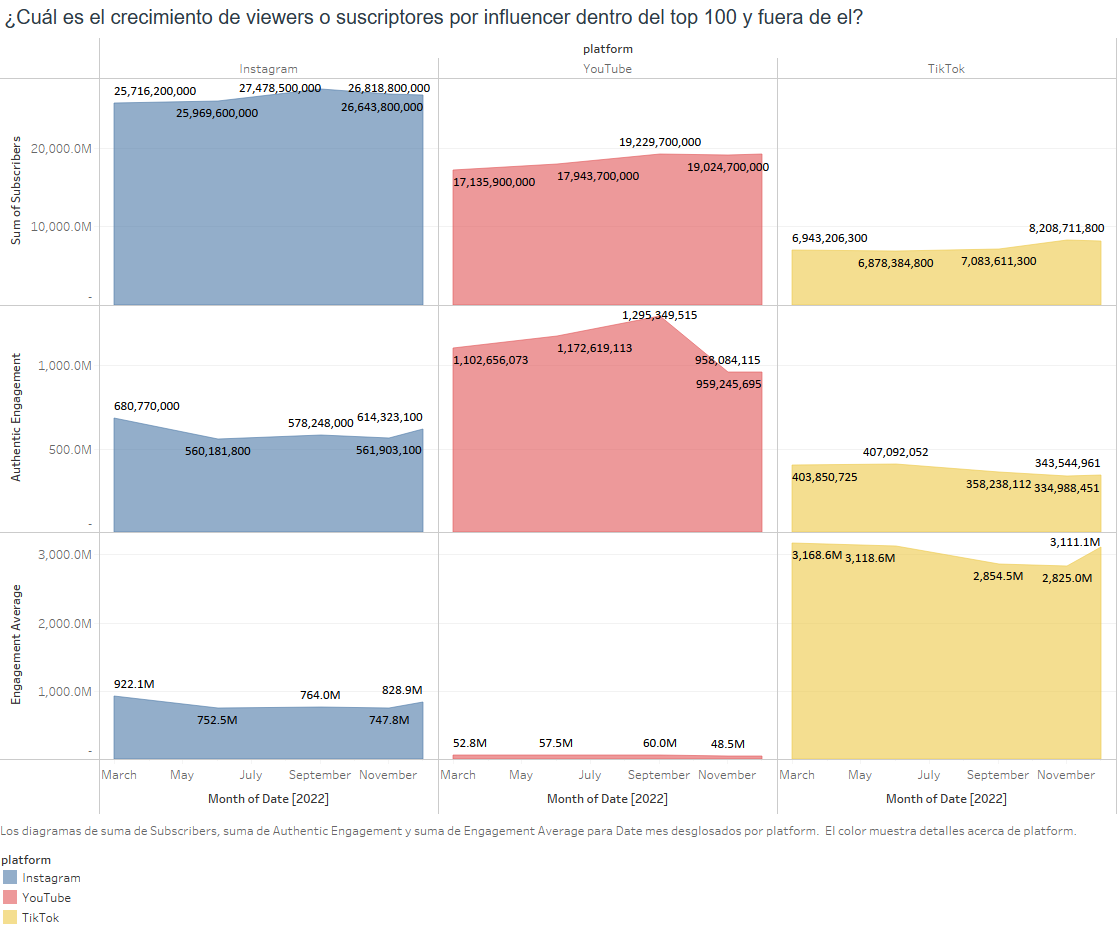 ¿Cuál es el crecimiento de viewers o suscriptores por influencer dentro del top 100 y fuera de el?
platform
Instagram YouTube TikTok
Sum of Subscribers
20,000.0M
10,000.0M
-
25,716,200,000
25,969,600,000
27,478,500,000
26,818,800,000
26,643,800,000
17,135,900,000
17,943,700,000
19,229,700,000
19,024,700,000
6,943,206,300
6,878,384,800
7,083,611,300
8,208,711,800
Authentic Engagement
1,000.0M
500.0M
-
680,770,000
560,181,800
578,248,000
614,323,100
561,903,100
1,102,656,073
1,172,619,113
1,295,349,515
958,084,115
959,245,695
403,850,725
407,092,052
358,238,112
343,544,961
334,988,451
Engagement Average
3,000.0M
2,000.0M
1,000.0M
-
922.1M
752.5M
764.0M
828.9M
747.8M
52.8M
57.5M
60.0M
48.5M
3,168.6M
3,118.6M
2,854.5M
3,111.1M
2,825.0M
March May July September November March May July September November March May July September November
Month of Date [2022] Month of Date [2022] Month of Date [2022]
Los diagramas de suma de Subscribers, suma de Authentic Engagement y suma de Engagement Average para Date mes desglosados por platform. El color muestra detalles acerca de platform.
platform
Instagram
YouTube
TikTok